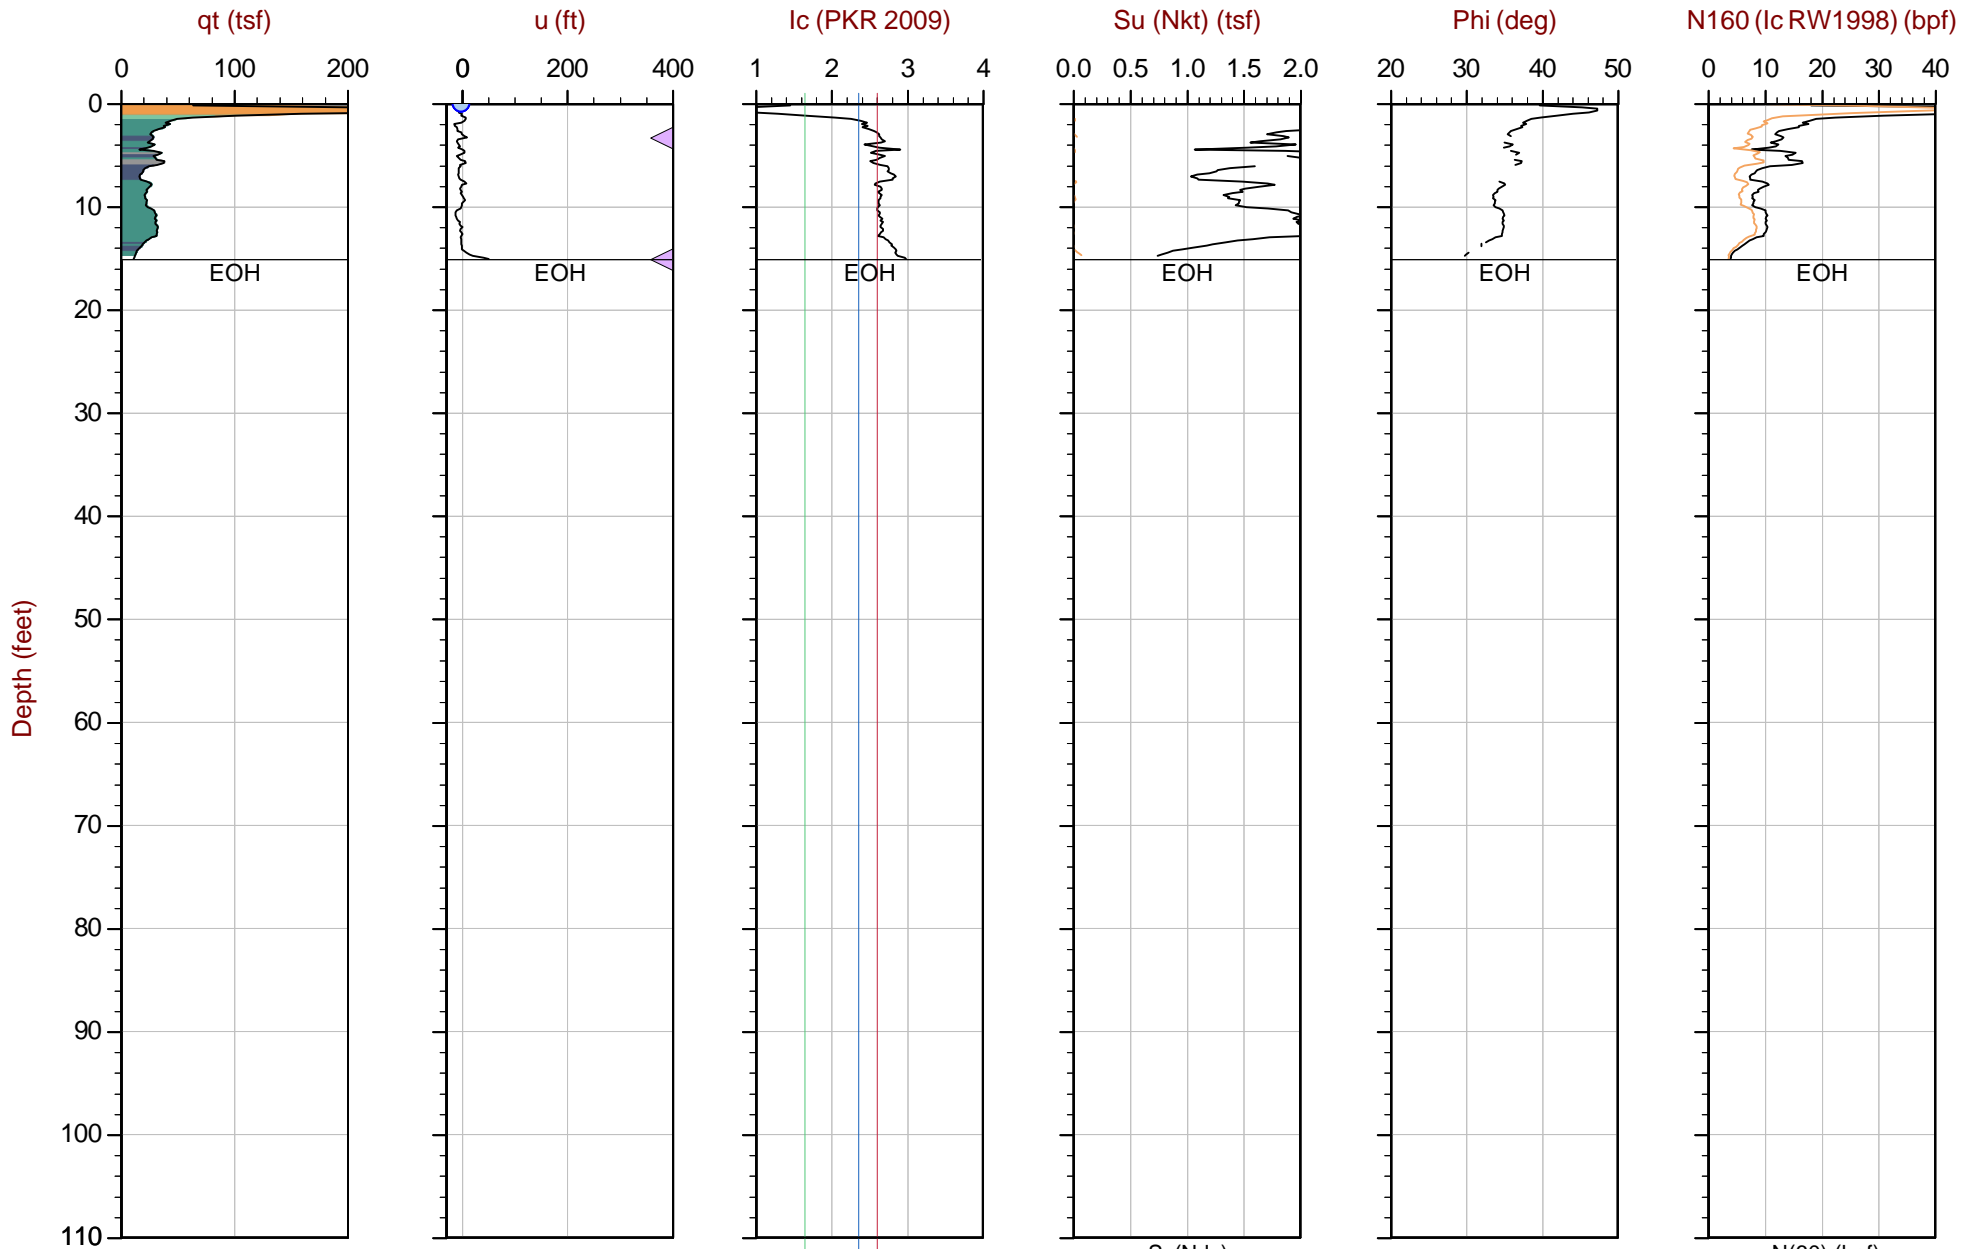 qt (tsf)
u (ft)
Ic (PKR 2009)
Su (Nkt) (tsf)
Phi (deg)
N160 (Ic RW1998) (bpf)
0 100 200
0 200 400
1 2 3 4
0.0 0.5 1.0 1.5 2.0
20 30 40 50
0 10 20 30 40
0
10
EOH EOH EOH EOH EOH EOH
20
30
40
50
60
Depth (feet)
70
80
90
100
110